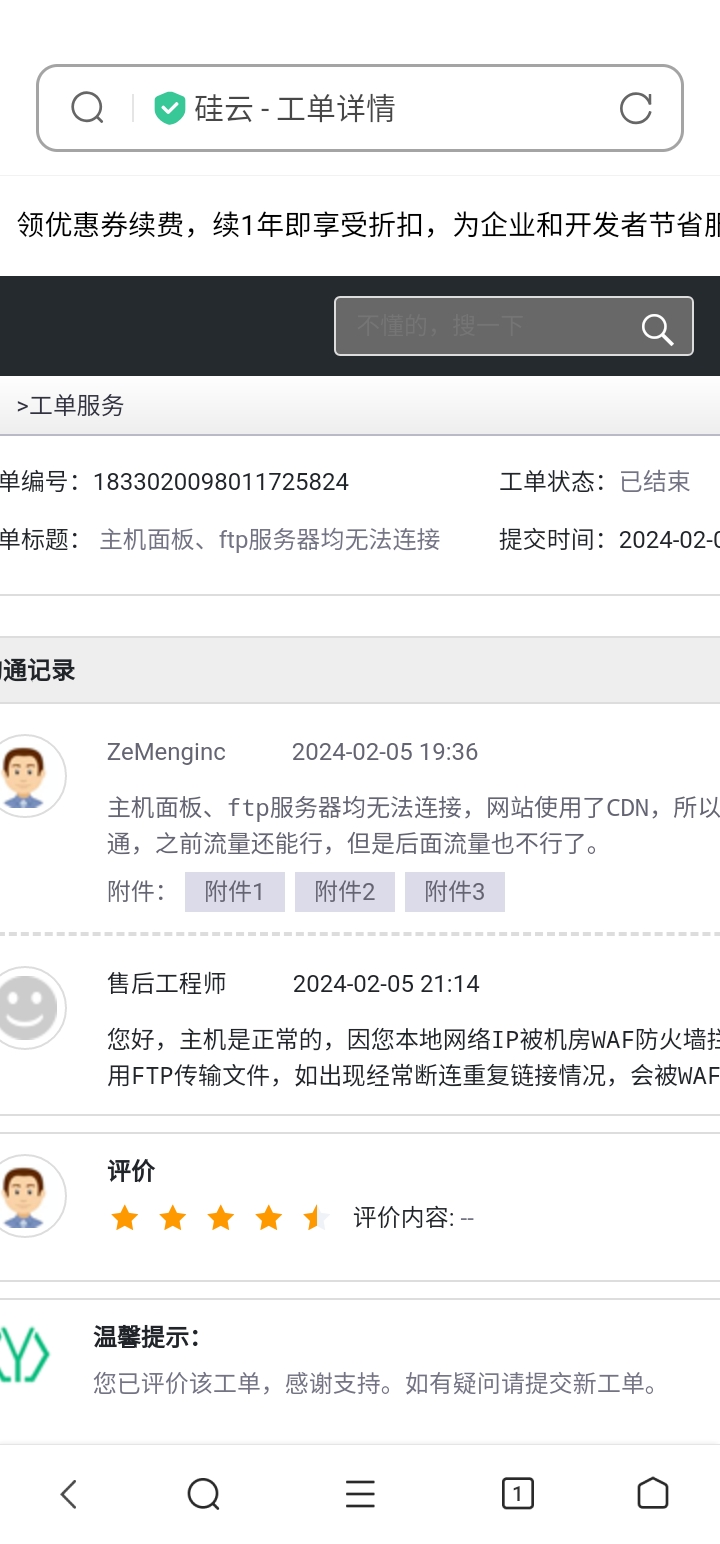 硅云 - 工单详情
领优惠券续费，续1年即享受折扣，为企业和开发者节省
不懂的，搜一下
>工单服务
单编号：1833020098011725824 工单状态：已结束
单标题：主机面板、ftp服务器均无法连接 提交时间：2024-02-0
通记录
ZeMenginc 2024-02-05 19:36
主机面板、ftp服务器均无法连接，网站使用了CDN，所以
通，之前流量还能行，但是后面流量也不行了。
附件：附件1 附件2 附件3
售后工程师 2024-02-05 21:14
您好，主机是正常的，因您本地网络IP被机房WAF防火墙拦
用FTP传输文件，如出现经常断连重复链接情况，会被WAF
评价
评价内容: --
温馨提示：
您已评价该工单，感谢支持。如有疑问请提交新工单。
1